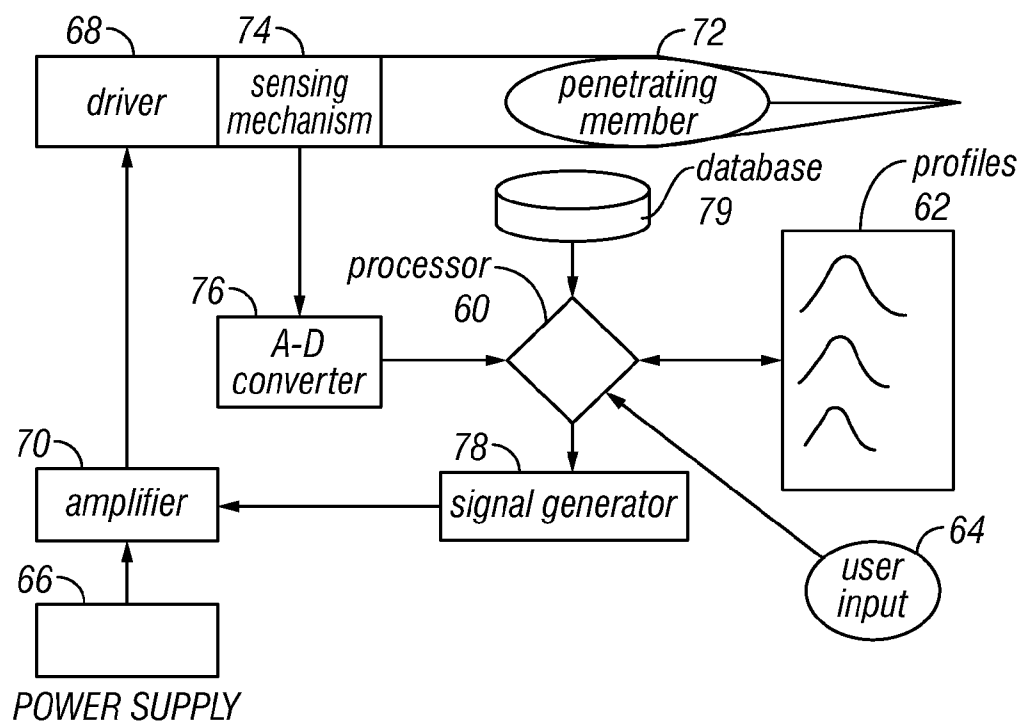 68
74
72
driver
sensing
mechanism
penetrating
member
database
79
profiles
62
processor
60
76
A-D
converter
70
78
amplifier
signal generator
64
user
input
66
POWER SUPPLY